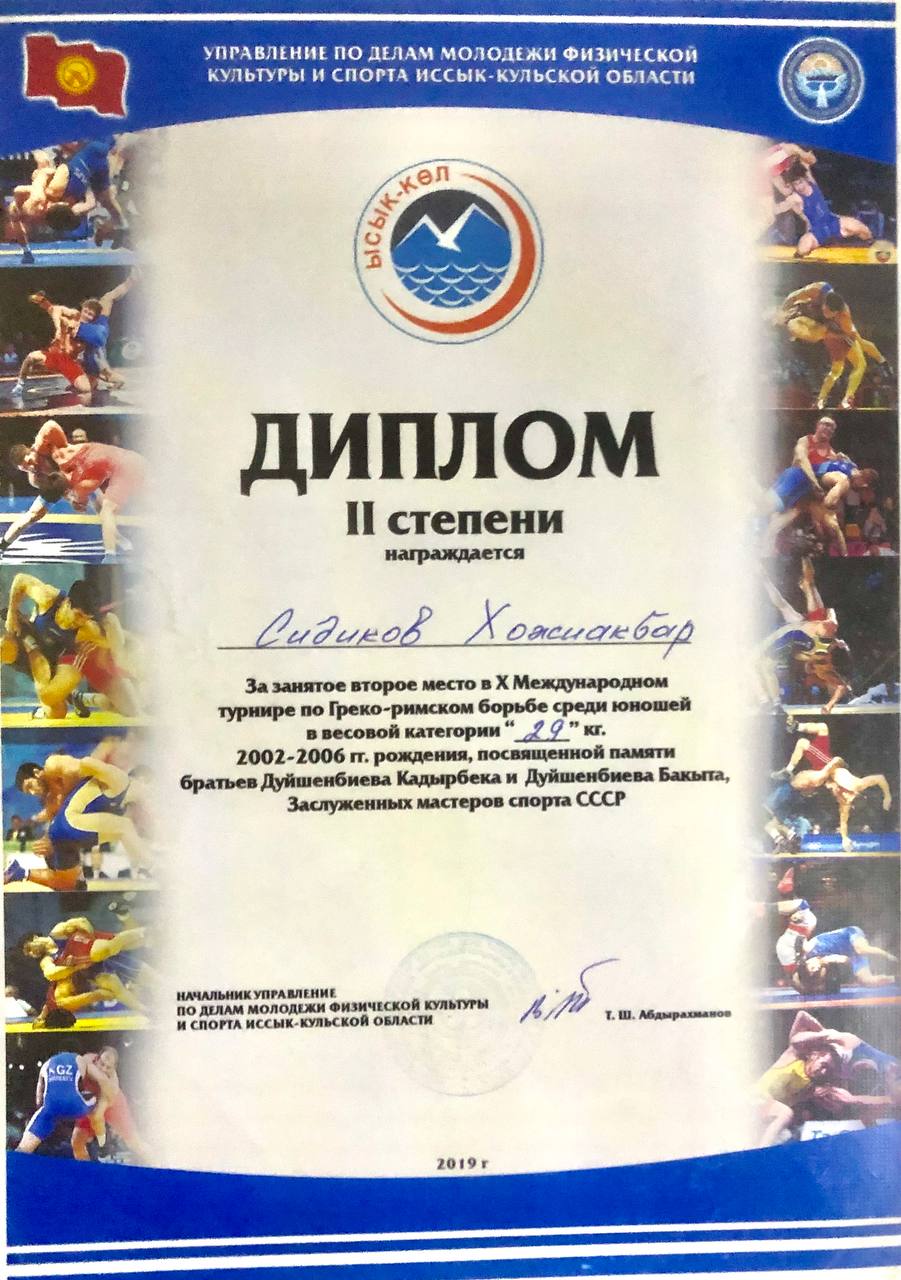 УПРАВЛЕНИЕ ПО ДЕЛАМ МОЛОДЕЖИ ФИЗИЧЕСКОЙ
КУЛЬТУРЫ И СПОРТА ИССЫК-КУЛЬСКОЙ ОБЛАСТИ
ЫСЫК-КӨЛ
ДИПЛОМ
II степени
награждается
Сидиков Хожиакбар
За занятое второе место в X Международном
турнире по Греко-римском борьбе среди юношей
в весовой категории “ 29 ” кг.
2002-2006 гг. рождения, посвященной памяти
братьев Дуйшенбиева Кадырбека и Дуйшенбиева Бакыта,
Заслуженных мастеров спорта СССР
НАЧАЛЬНИК УПРАВЛЕНИЕ
ПО ДЕЛАМ МОЛОДЕЖИ ФИЗИЧЕСКОЙ КУЛЬТУРЫ
И СПОРТА ИССЫК-КУЛЬСКОЙ ОБЛАСТИ
Т. Ш. Абдырахманов
KGZ
2019 г